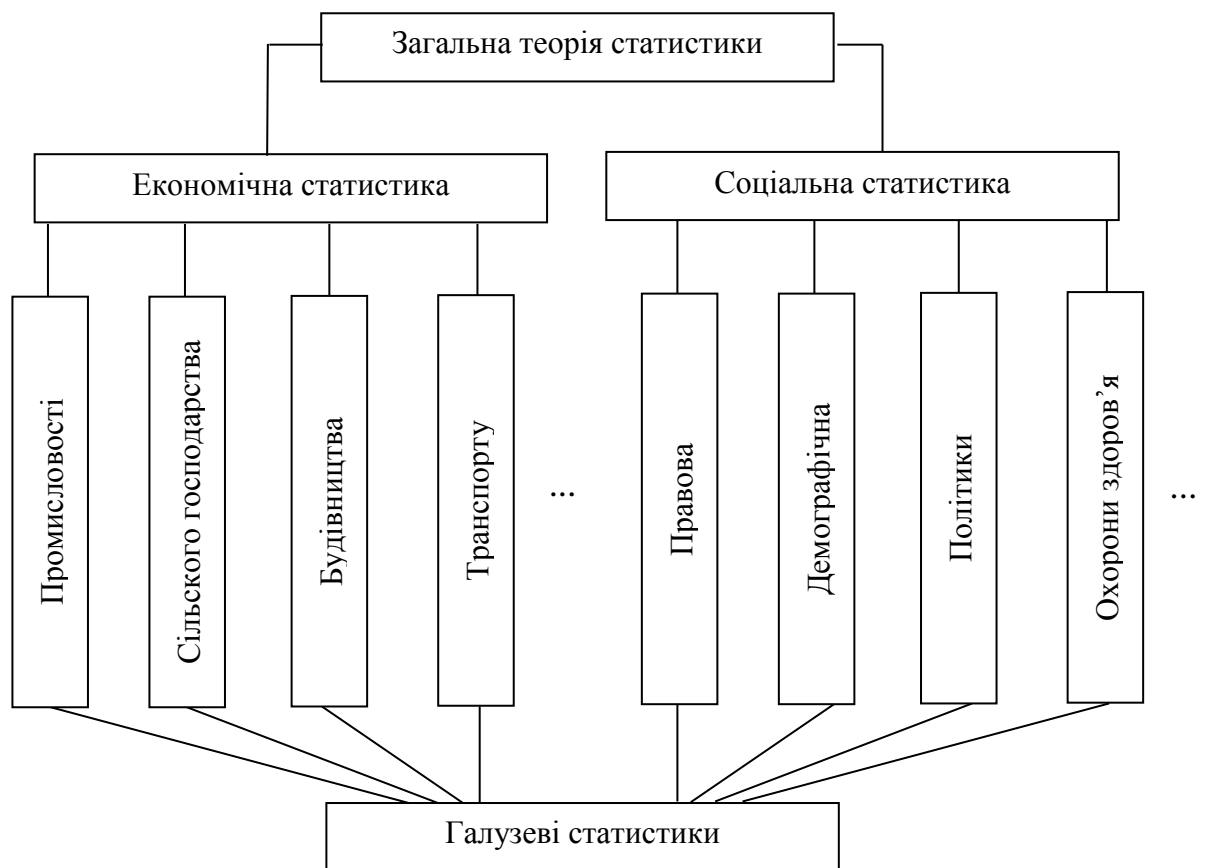 Загальна теорія статистики
Економічна статистика
Соціальна статистика
Промисловості
Сільского господарства
Будівництва
Транспорту
...
Правова
Демографічна
Політики
Охорони здоров’я
...
Галузеві статистики